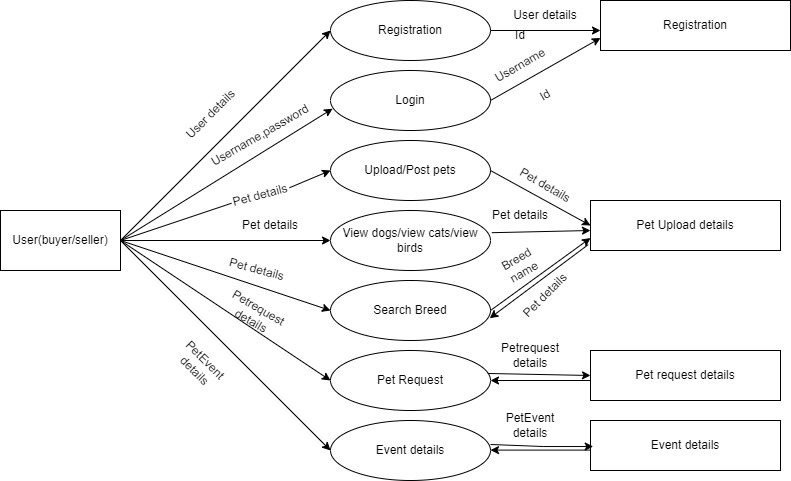 Registration
User details
Id
Registration
User details
Login
Username
Id
Username,password
Upload/Post pets
Pet details
Pet details
User(buyer/seller)
Pet details
View dogs/view cats/view
birds
Pet details
Pet Upload details
Pet details
Search Breed
Breed
name
Pet details
Petrequest
details
Pet Request
Petrequest
details
Pet request details
PetEvent
details
Event details
PetEvent
details
Event details